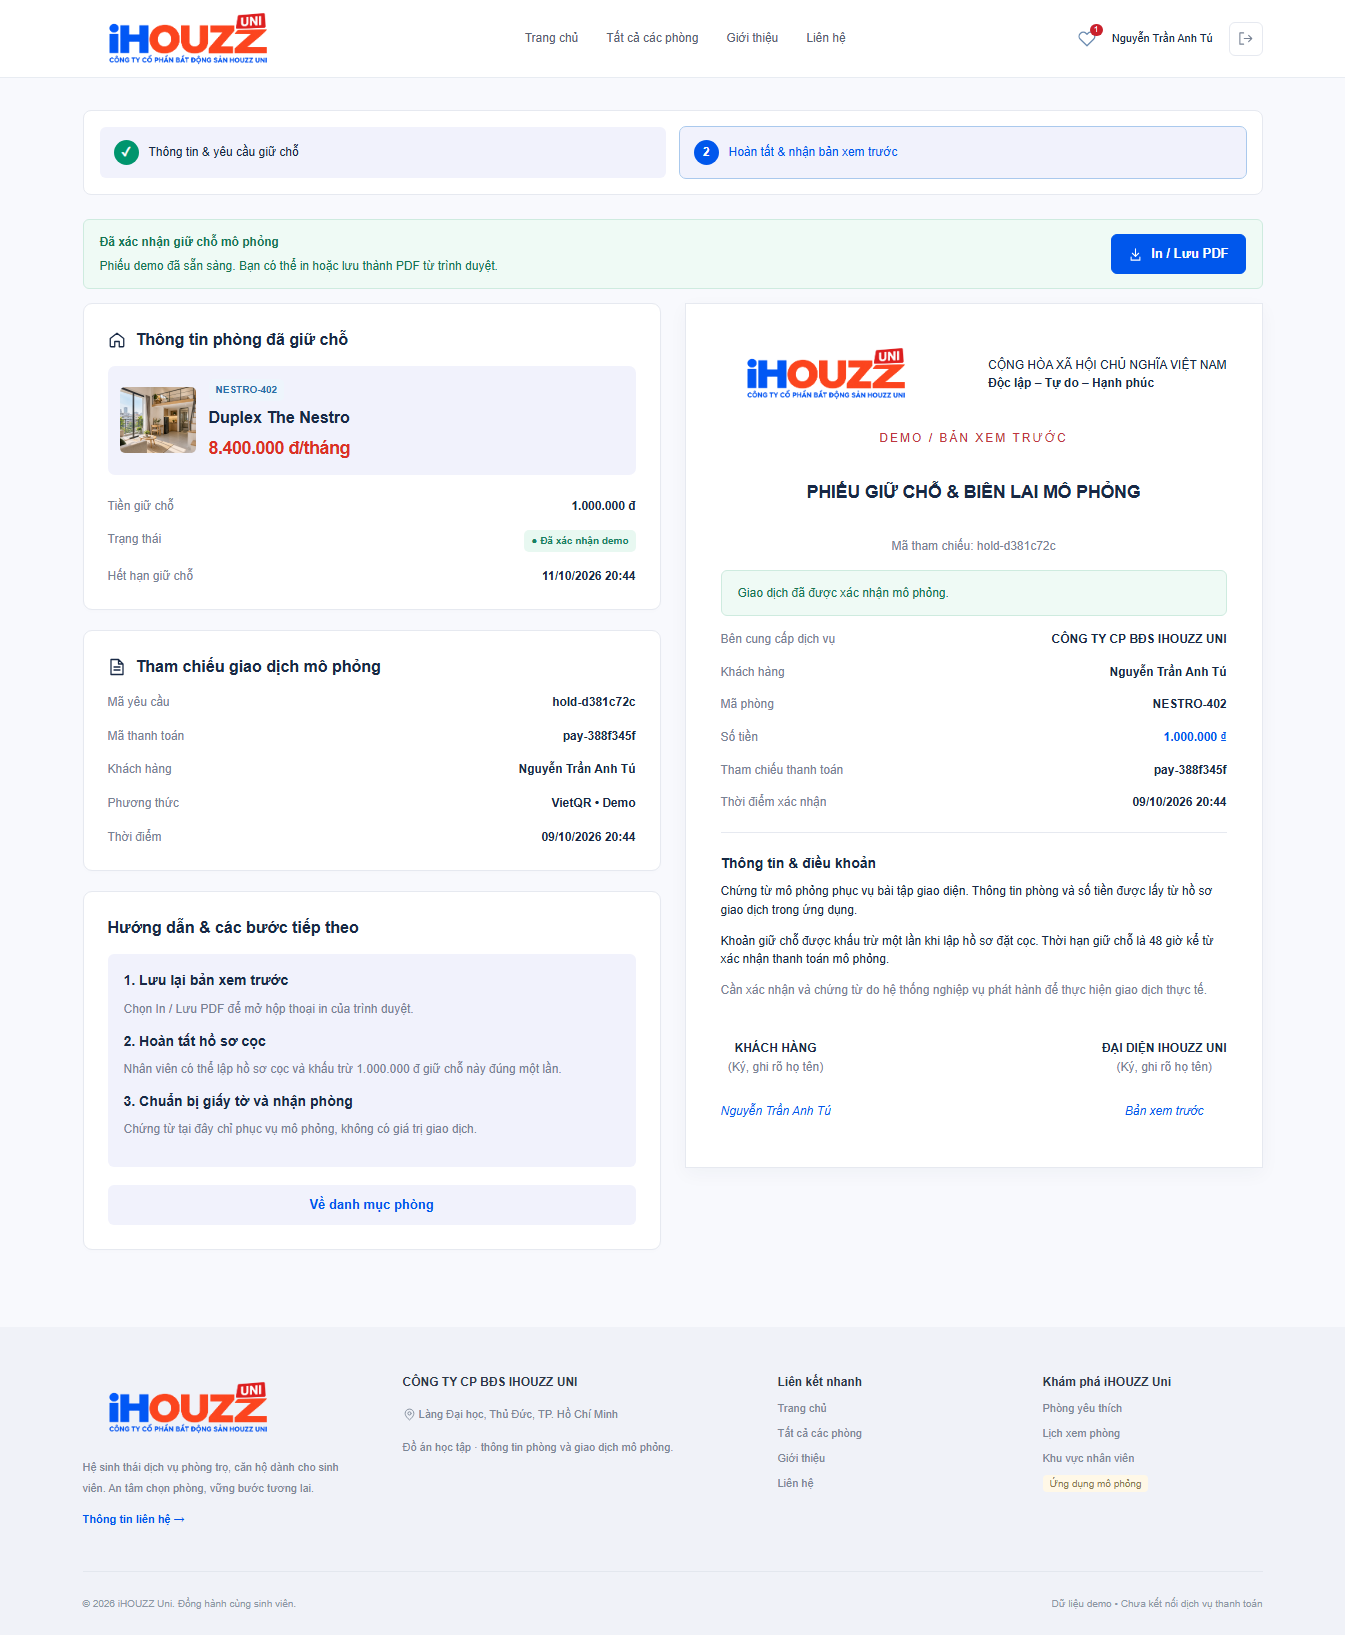 iHOUZZ UNI
CÔNG TY CỔ PHẦN BẤT ĐỘNG SẢN HOUZZ UNI
Trang chủ
Tất cả các phòng
Giới thiệu
Liên hệ
1
Nguyễn Trần Anh Tú
✓ Thông tin & yêu cầu giữ chỗ
2 Hoàn tất & nhận bản xem trước
Đã xác nhận giữ chỗ mô phỏng
Phiếu demo đã sẵn sàng. Bạn có thể in hoặc lưu thành PDF từ trình duyệt.
In / Lưu PDF
Thông tin phòng đã giữ chỗ
NESTRO-402
Duplex The Nestro
8.400.000 đ/tháng
Tiền giữ chỗ 1.000.000 đ
Trạng thái ● Đã xác nhận demo
Hết hạn giữ chỗ 11/10/2026 20:44
Tham chiếu giao dịch mô phỏng
Mã yêu cầu hold-d381c72c
Mã thanh toán pay-388f345f
Khách hàng Nguyễn Trần Anh Tú
Phương thức VietQR • Demo
Thời điểm 09/10/2026 20:44
Hướng dẫn & các bước tiếp theo
1. Lưu lại bản xem trước
Chọn In / Lưu PDF để mở hộp thoại in của trình duyệt.
2. Hoàn tất hồ sơ cọc
Nhân viên có thể lập hồ sơ cọc và khấu trừ 1.000.000 đ giữ chỗ này đúng một lần.
3. Chuẩn bị giấy tờ và nhận phòng
Chứng từ tại đây chỉ phục vụ mô phỏng, không có giá trị giao dịch.
Về danh mục phòng
iHOUZZ UNI
CÔNG TY CỔ PHẦN BẤT ĐỘNG SẢN HOUZZ UNI
CỘNG HÒA XÃ HỘI CHỦ NGHĨA VIỆT NAM
Độc lập – Tự do – Hạnh phúc
DEMO / BẢN XEM TRƯỚC
PHIẾU GIỮ CHỖ & BIÊN LAI MÔ PHỎNG
Mã tham chiếu: hold-d381c72c
Giao dịch đã được xác nhận mô phỏng.
Bên cung cấp dịch vụ CÔNG TY CP BĐS IHOUZZ UNI
Khách hàng Nguyễn Trần Anh Tú
Mã phòng NESTRO-402
Số tiền 1.000.000 ₫
Tham chiếu thanh toán pay-388f345f
Thời điểm xác nhận 09/10/2026 20:44
Thông tin & điều khoản
Chứng từ mô phỏng phục vụ bài tập giao diện. Thông tin phòng và số tiền được lấy từ hồ sơ
giao dịch trong ứng dụng.
Khoản giữ chỗ được khấu trừ một lần khi lập hồ sơ đặt cọc. Thời hạn giữ chỗ là 48 giờ kể từ
xác nhận thanh toán mô phỏng.
Cần xác nhận và chứng từ do hệ thống nghiệp vụ phát hành để thực hiện giao dịch thực tế.
KHÁCH HÀNG
(Ký, ghi rõ họ tên)
Nguyễn Trần Anh Tú
ĐẠI DIỆN IHOUZZ UNI
(Ký, ghi rõ họ tên)
Bản xem trước
iHOUZZ UNI
CÔNG TY CỔ PHẦN BẤT ĐỘNG SẢN HOUZZ UNI
Hệ sinh thái dịch vụ phòng trọ, căn hộ dành cho sinh
viên. An tâm chọn phòng, vững bước tương lai.
Thông tin liên hệ →
CÔNG TY CP BĐS IHOUZZ UNI
Làng Đại học, Thủ Đức, TP. Hồ Chí Minh
Đồ án học tập · thông tin phòng và giao dịch mô phỏng.
Liên kết nhanh
Trang chủ
Tất cả các phòng
Giới thiệu
Liên hệ
Khám phá iHOUZZ Uni
Phòng yêu thích
Lịch xem phòng
Khu vực nhân viên
Ứng dụng mô phỏng
© 2026 iHOUZZ Uni. Đồng hành cùng sinh viên.
Dữ liệu demo • Chưa kết nối dịch vụ thanh toán